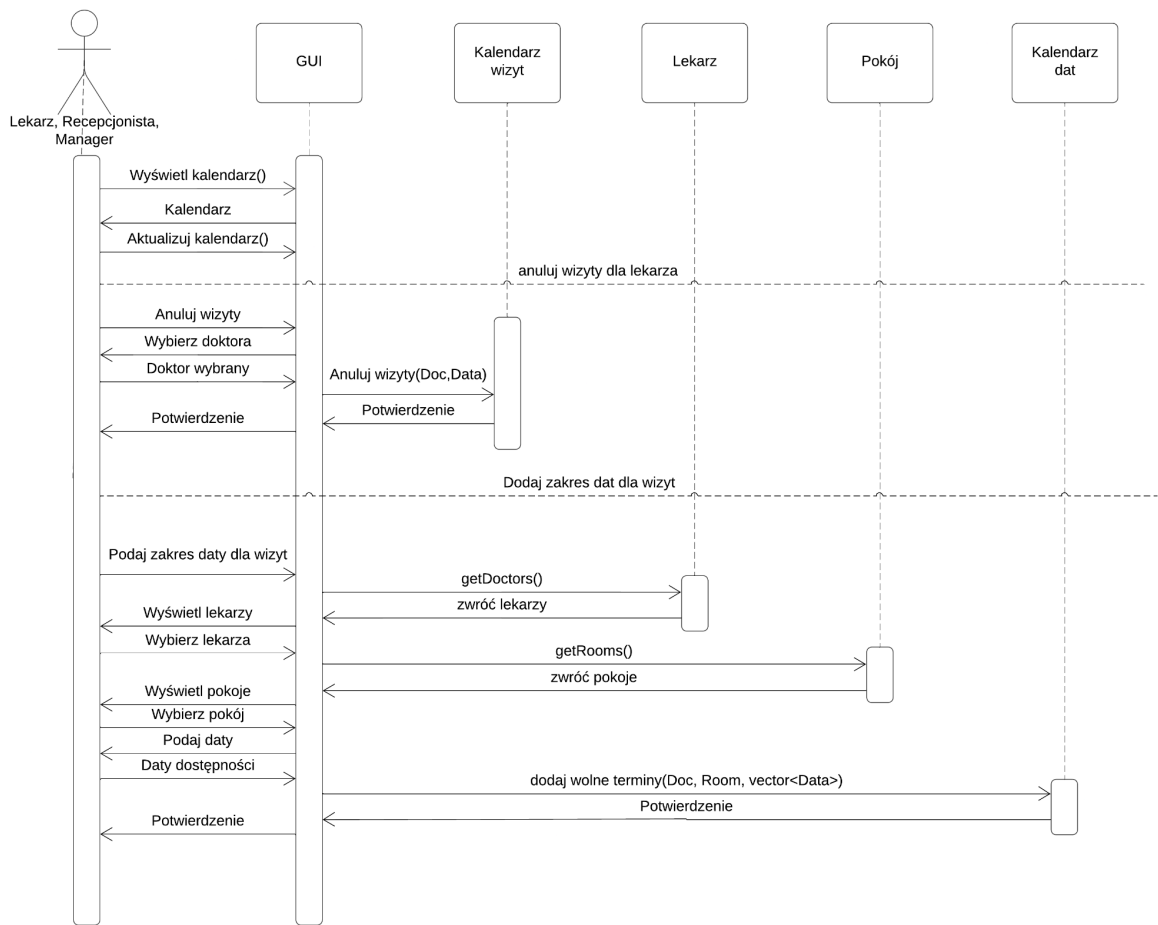 GUI
Kalendarz
wizyt
Lekarz
Pokój
Kalendarz
dat
Lekarz, Recepcjonista,
Manager
Wyświetl kalendarz()
Kalendarz
Aktualizuj kalendarz()
anuluj wizyty dla lekarza
Anuluj wizyty
Wybierz doktora
Doktor wybrany
Anuluj wizyty(Doc,Data)
Potwierdzenie
Potwierdzenie
Dodaj zakres dat dla wizyt
Podaj zakres daty dla wizyt
getDoctors()
zwróć lekarzy
Wyświetl lekarzy
Wybierz lekarza
getRooms()
zwróć pokoje
Wyświetl pokoje
Wybierz pokój
Podaj daty
Daty dostępności
dodaj wolne terminy(Doc, Room, vector<Data>)
Potwierdzenie
Potwierdzenie